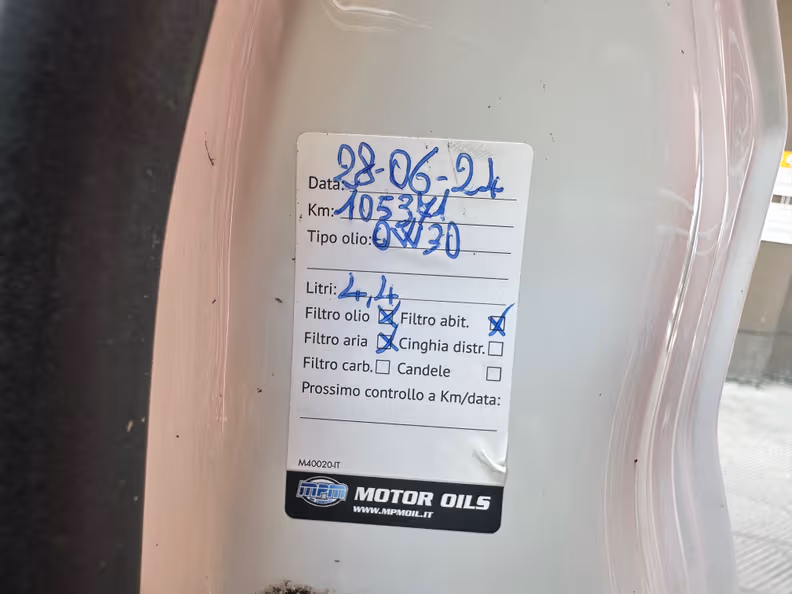 Data: 28-06-24
Km: 105371
Tipo olio: 0W30
Litri: 4,4
Filtro olio Filtro abit.
Filtro aria Cinghia distr.
Filtro carb. Candele
Prossimo controllo a Km/data:
M40020-IT
MPM MOTOR OILS
WWW.MPMOIL.IT